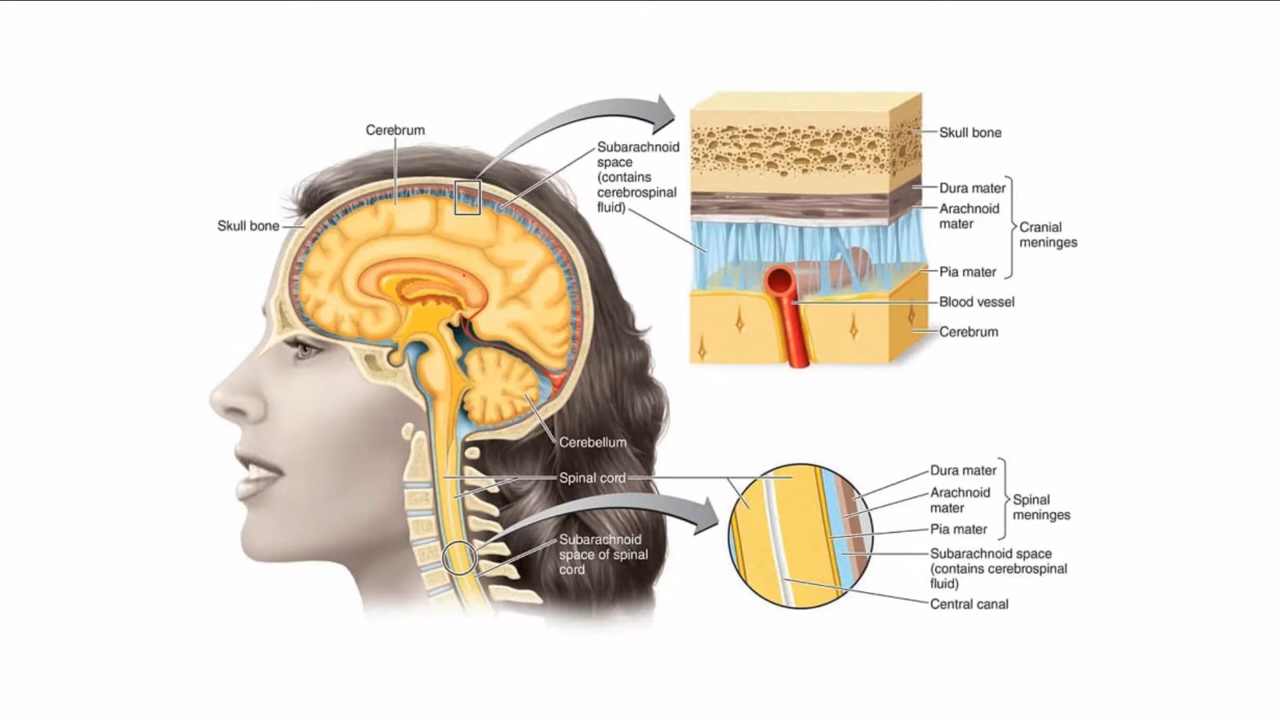 Cerebrum
Skull bone
Subarachnoid
space
(contains
cerebrospinal
fluid)
Cerebellum
Spinal cord
Subarachnoid
space of spinal
cord
Skull bone
Dura mater
Arachnoid
mater
Cranial
meninges
Pia mater
Blood vessel
Cerebrum
Dura mater
Arachnoid
mater
Spinal
meninges
Pia mater
Subarachnoid space
(contains cerebrospinal
fluid)
Central canal